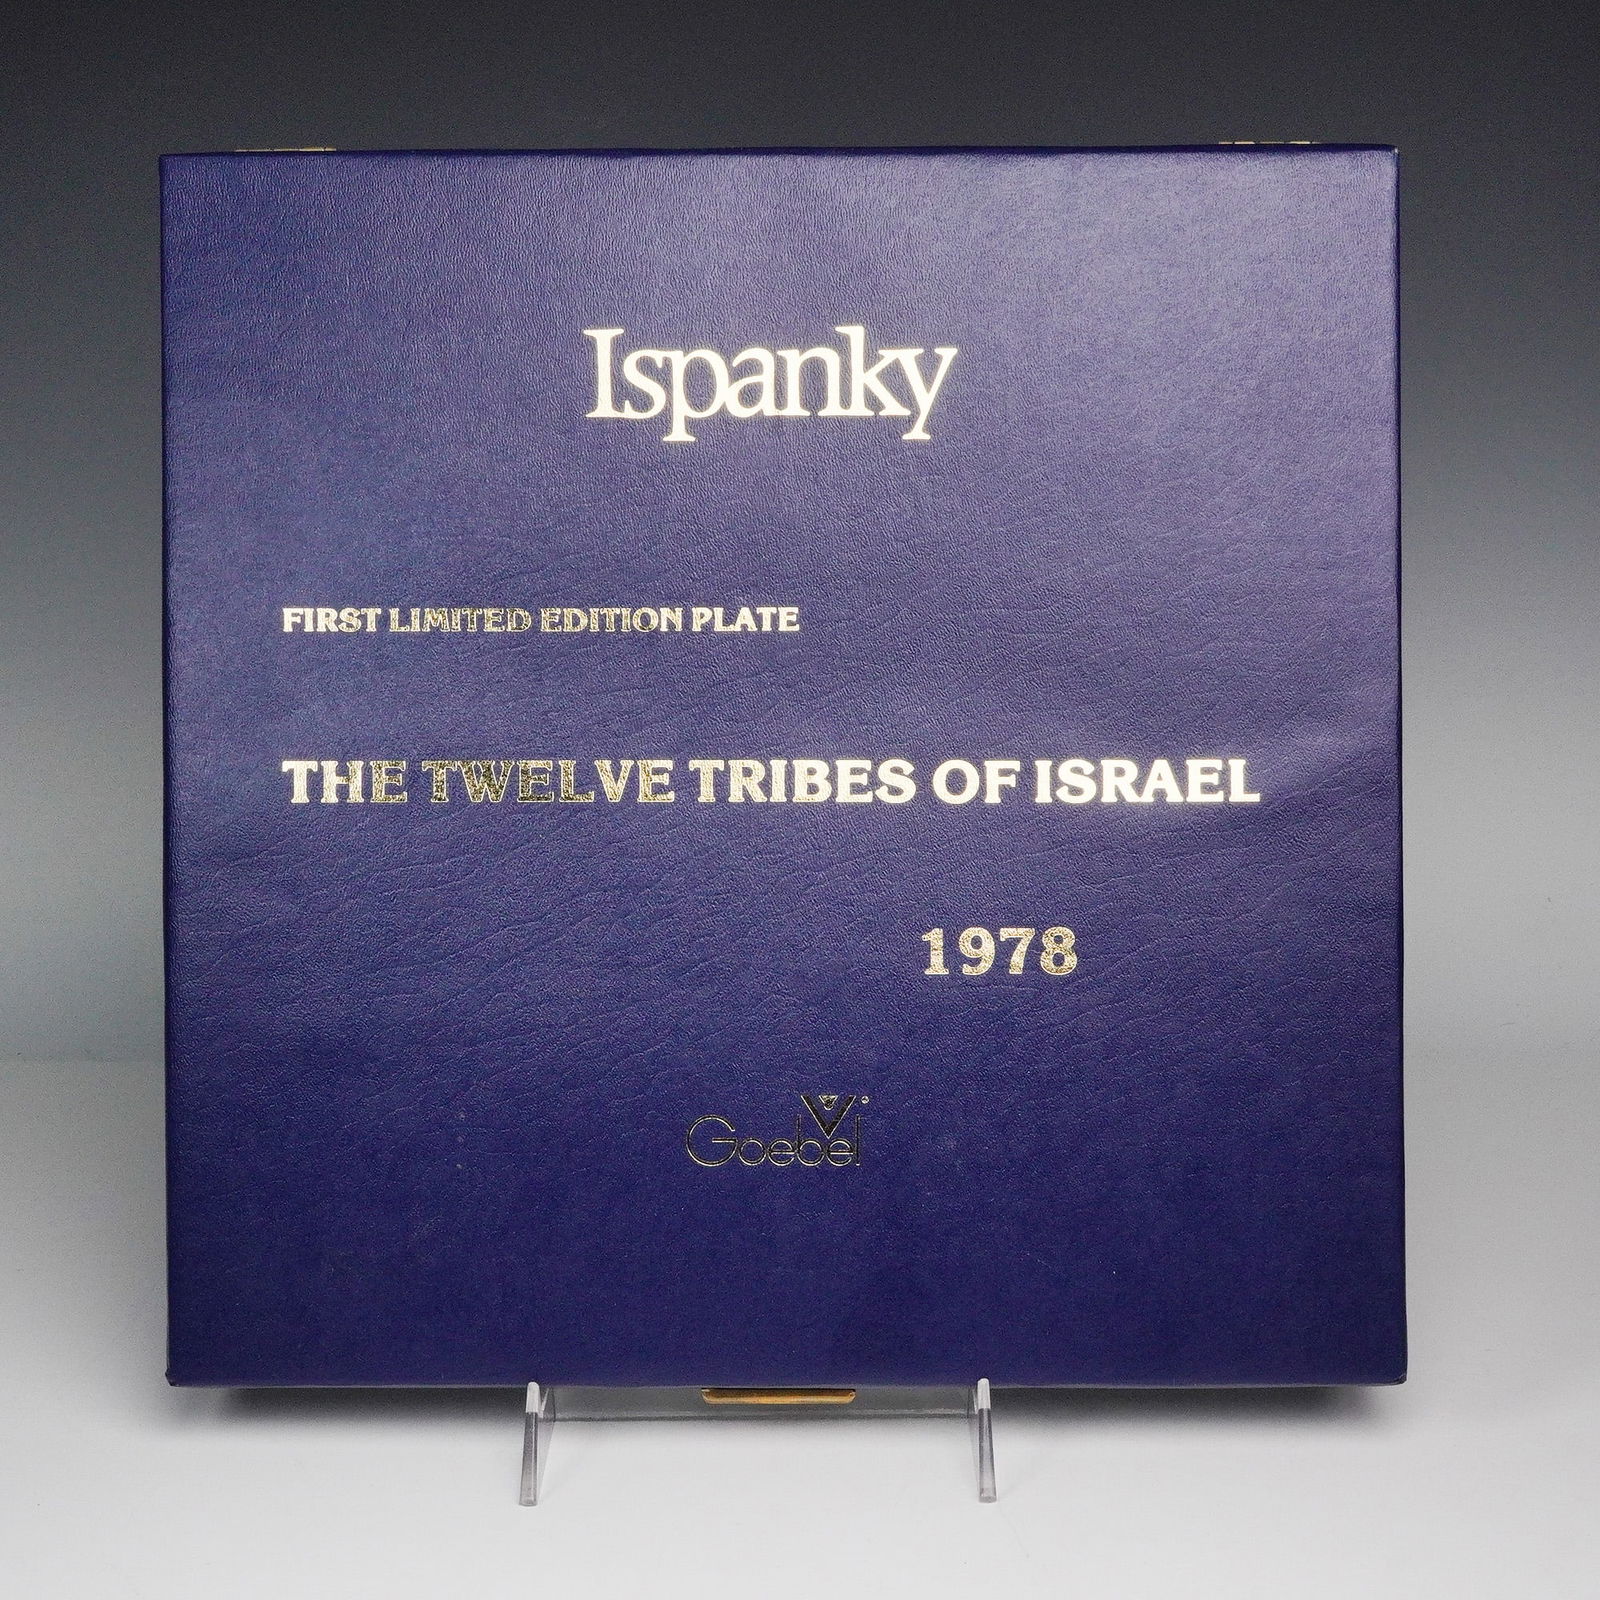 Ispanky
FIRST LIMITED EDITION PLATE
THE TWELVE TRIBES OF ISRAEL
1978
Goebel